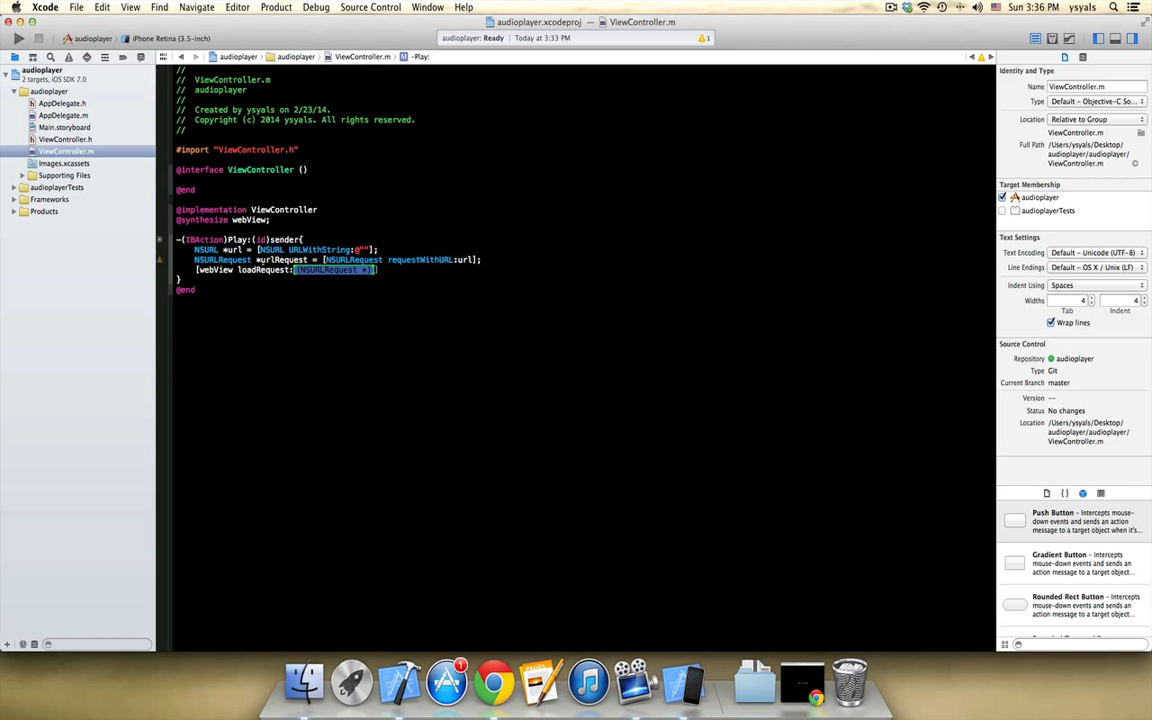 Xcode File Edit View Find Navigate Editor Product Debug Source Control Window Help Sun 3:36 PM ysyals
audioplayer.xcodeproj — ViewController.m
audioplayer 〉 iPhone Retina (3.5-inch)
audioplayer: Ready | Today at 3:33 PM
1
audioplayer
2 targets, iOS SDK 7.0
audioplayer
AppDelegate.h
AppDelegate.m
Main.storyboard
ViewController.h
ViewController.m
Images.xcassets
Supporting Files
audioplayerTests
Frameworks
Products
audioplayer 〉 audioplayer 〉 ViewController.m 〉 -Play:
//
// ViewController.m
// audioplayer
//
// Created by ysyals on 2/23/14.
// Copyright (c) 2014 ysyals. All rights reserved.
//
#import "ViewController.h"
@interface ViewController ()
@end
@implementation ViewController
@synthesize webView;
-(IBAction)Play:(id)sender{
NSURL *url = [NSURL URLWithString:@""];
NSURLRequest *urlRequest = [NSURLRequest requestWithURL:url];
[webView loadRequest:(NSURLRequest *)]
}
@end
Identity and Type
Name ViewController.m
Type Default - Objective-C So...
Location Relative to Group
ViewController.m
Full Path /Users/ysyals/Desktop/
audioplayer/audioplayer/
ViewController.m
Target Membership
audioplayer
audioplayerTests
Text Settings
Text Encoding Default - Unicode (UTF-8)
Line Endings Default - OS X / Unix (LF)
Indent Using Spaces
Widths 4 4
Tab Indent
Wrap lines
Source Control
Repository audioplayer
Type Git
Current Branch master
Version --
Status No changes
Location /Users/ysyals/Desktop/
audioplayer/audioplayer/
ViewController.m
Push Button - Intercepts mouse-
down events and sends an action
message to a target object when it's...
Gradient Button - Intercepts
mouse-down events and sends an
action message to a target object...
Rounded Rect Button -
Intercepts mouse-down events and
sends an action message to a target...
1
PAGES